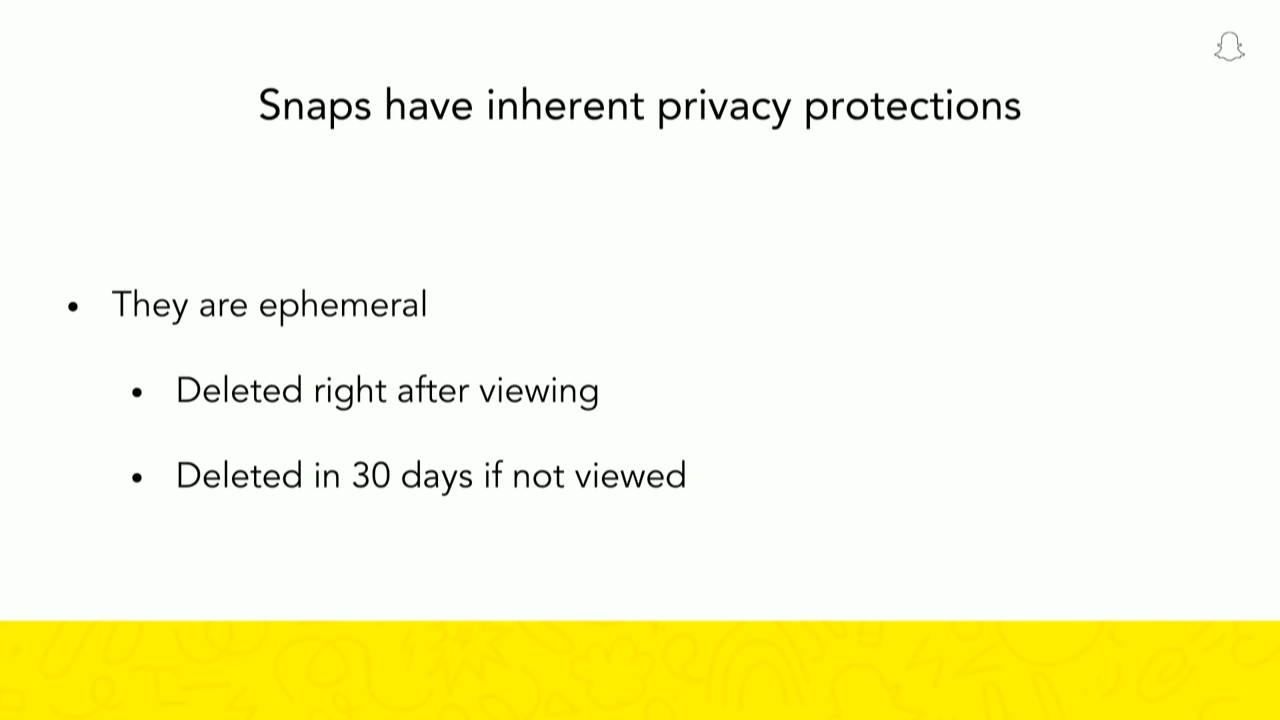 Snaps have inherent privacy protections
• They are ephemeral
• Deleted right after viewing
• Deleted in 30 days if not viewed